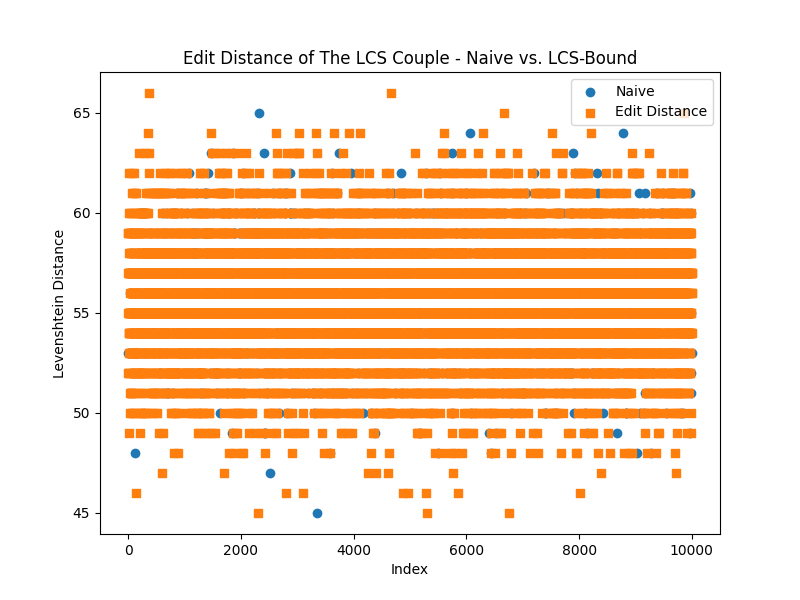 Edit Distance of The LCS Couple - Naive vs. LCS-Bound
Naive
Edit Distance
Levenshtein Distance
65
60
55
50
45
0 2000 4000 6000 8000 10000
Index